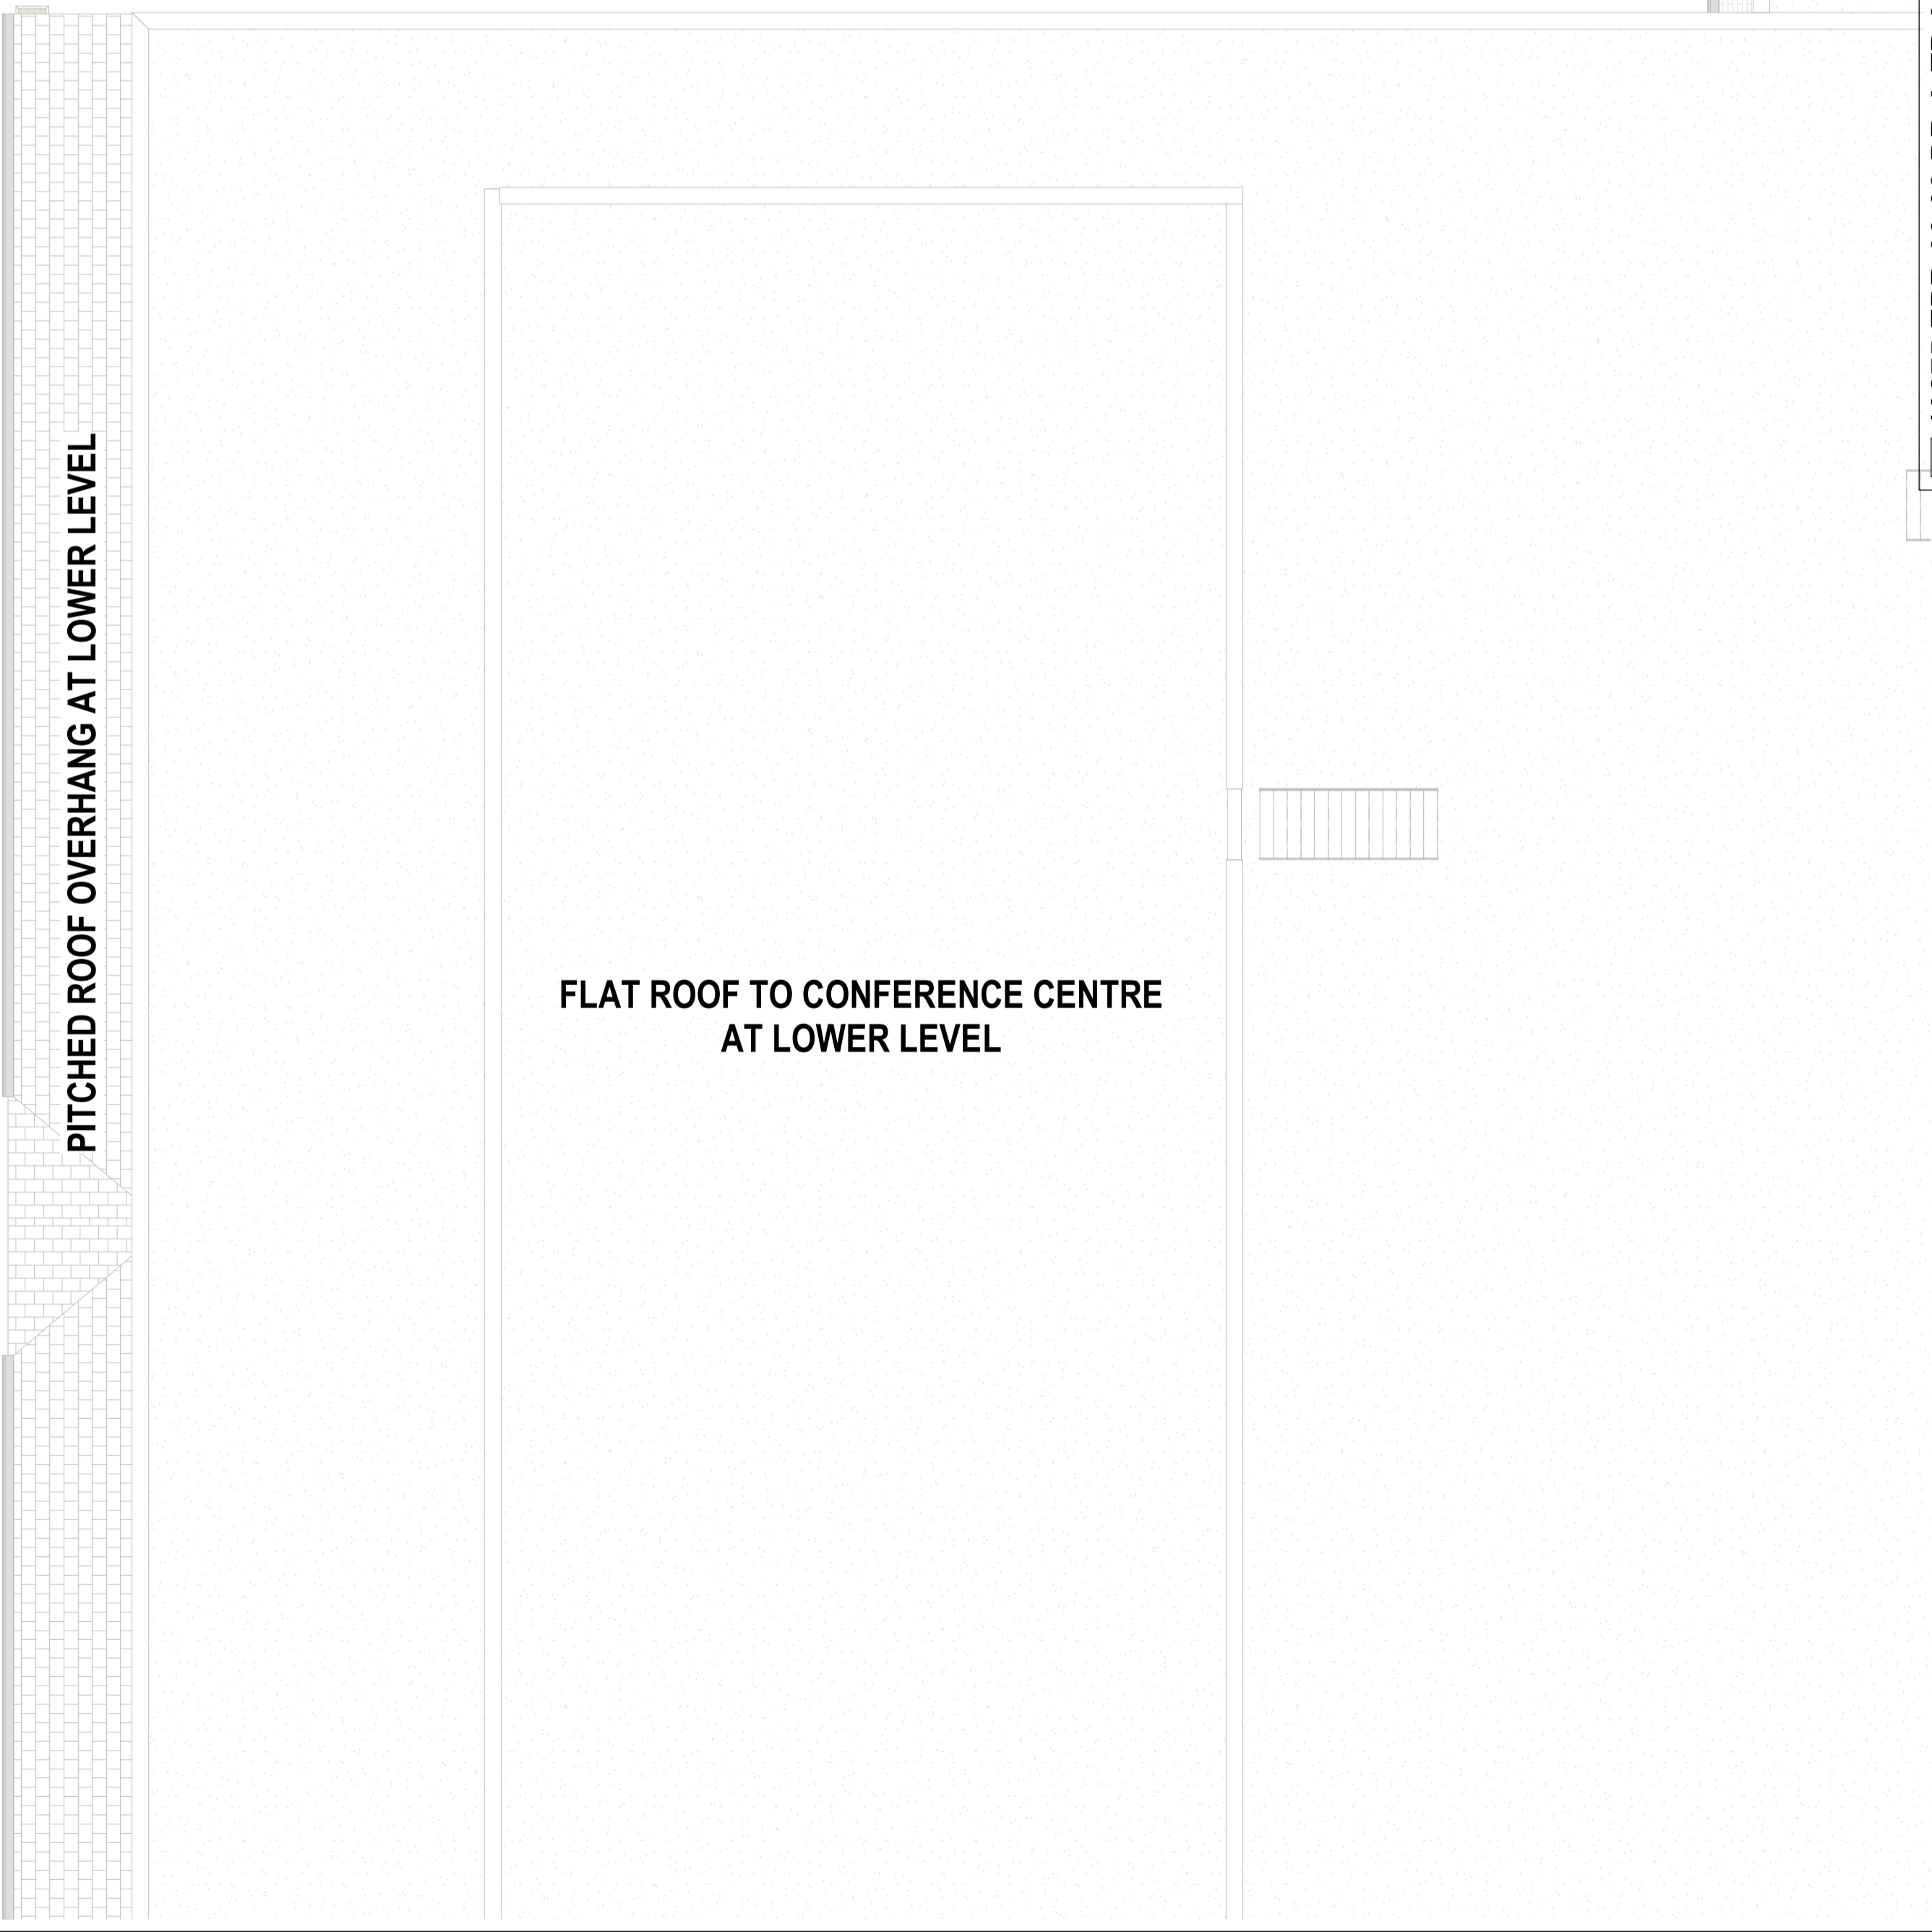 PITCHED ROOF OVERHANG AT LOWER LEVEL
FLAT ROOF TO CONFERENCE CENTRE
AT LOWER LEVEL